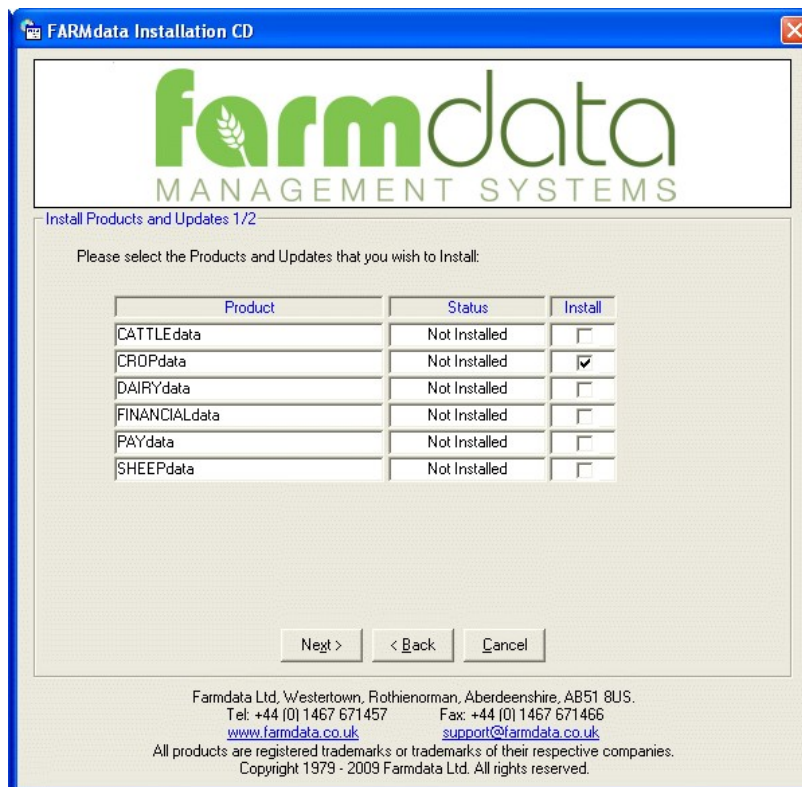 FARMdata Installation CD
farmdata
MANAGEMENT SYSTEMS
Install Products and Updates 1/2
Please select the Products and Updates that you wish to Install:
Product Status Install
CATTLEdata Not Installed
CROPdata Not Installed
DAIRYdata Not Installed
FINANCIALdata Not Installed
PAYdata Not Installed
SHEEPdata Not Installed
Next > < Back Cancel
Farmdata Ltd, Westertown, Rothienorman, Aberdeenshire, AB51 8US.
Tel: +44 (0) 1467 671457 Fax: +44 (0) 1467 671466
www.farmdata.co.uk support@farmdata.co.uk
All products are registered trademarks or trademarks of their respective companies.
Copyright 1979 - 2009 Farmdata Ltd. All rights reserved.